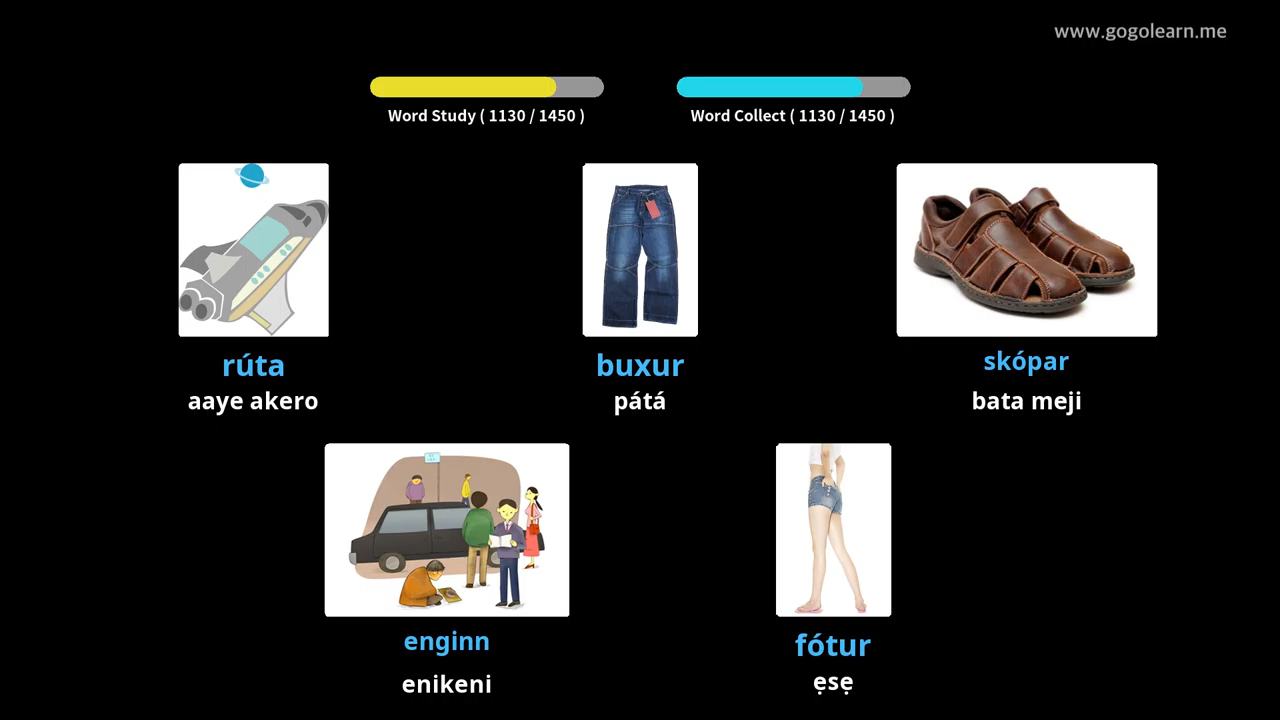 www.gogolearn.me
Word Study ( 1130 / 1450 )
Word Collect ( 1130 / 1450 )
rúta
aaye akero
buxur
pátá
skópar
bata meji
enginn
enikeni
fótur
ẹsẹ